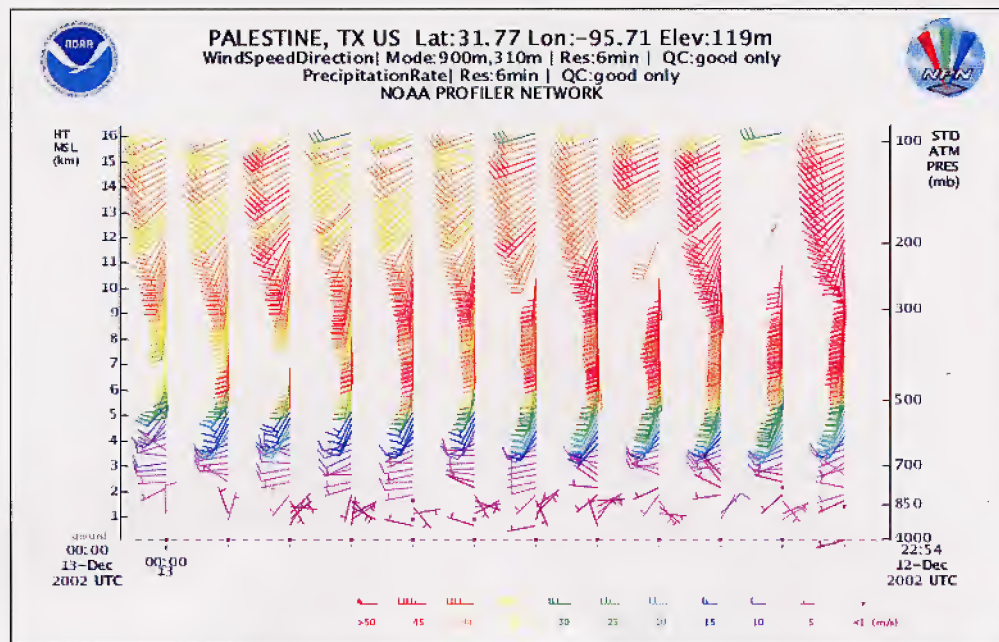 PALESTINE, TX US Lat:31.77 Lon:-95.71 Elev:119m
WindSpeedDirection| Mode:900m,310m | Res:6min | QC:good only
PrecipitationRate| Res:6min | QC:good only
NOAA PROFILER NETWORK
NOAA
NPN
HT
MSL
(km)
16
15
14
13
12
11
10
9
8
7
6
5
4
3
2
1
ground
STD
ATM
PRES
(mb)
100
200
300
500
700
850
1000
00:00
13-Dec
2002 UTC
00:00
13
22:54
12-Dec
2002 UTC
>50 45 30 25 15 10 5 <1 (m/s)